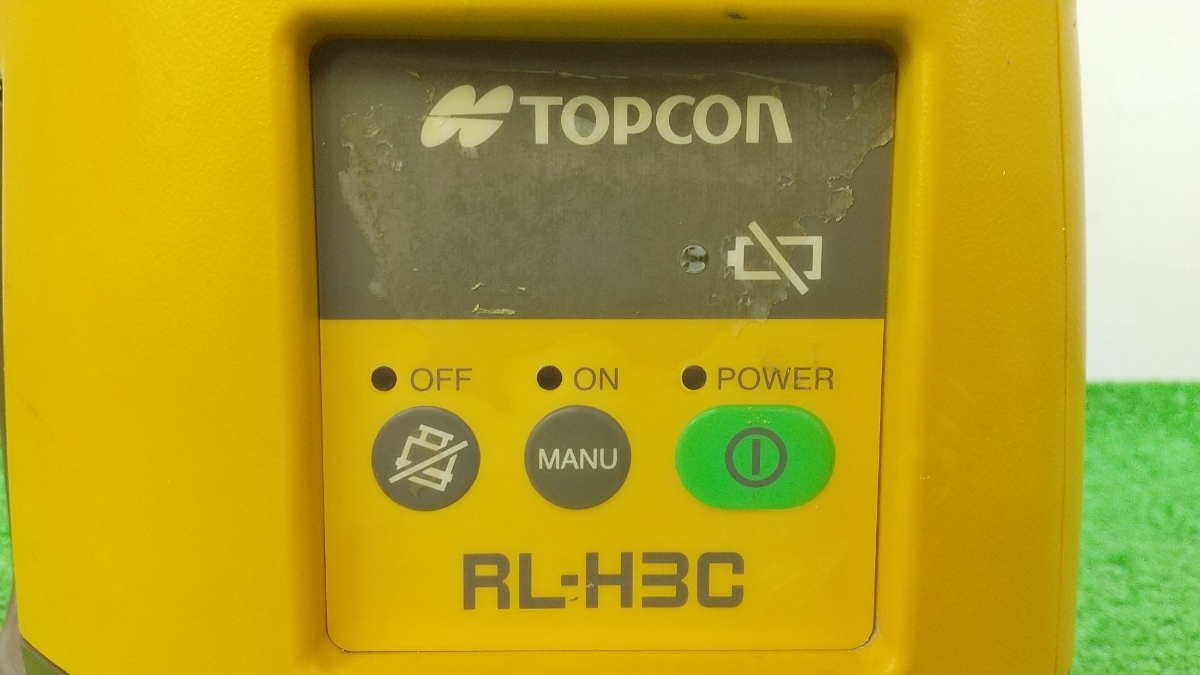 TOPCON
OFF ON POWER
MANU
RL-H3C